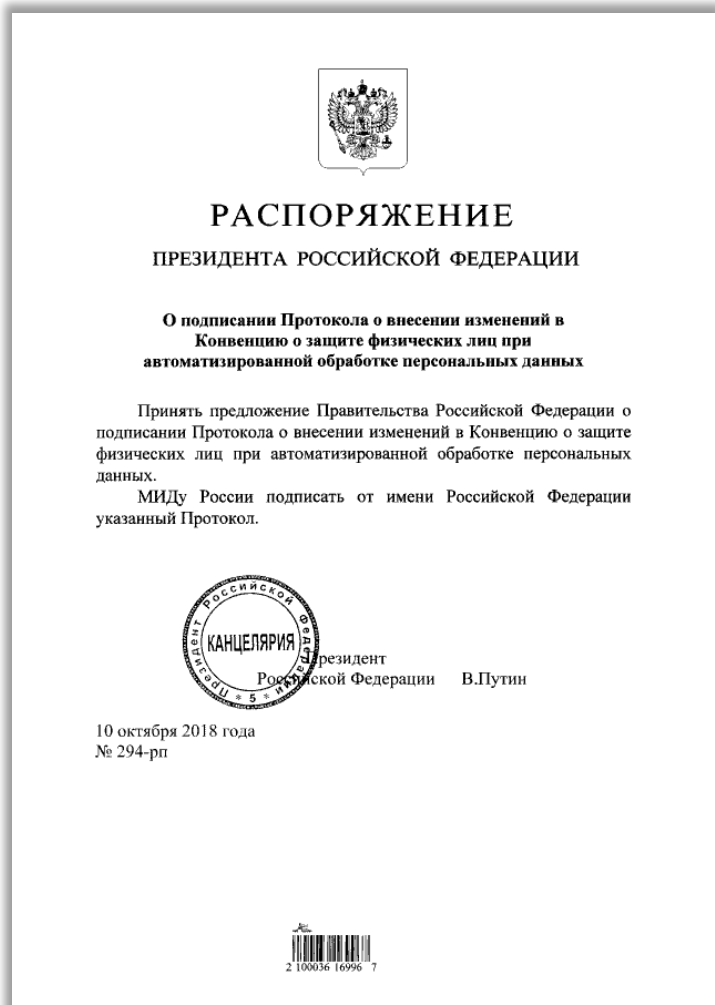 РАСПОРЯЖЕНИЕ
ПРЕЗИДЕНТА РОССИЙСКОЙ ФЕДЕРАЦИИ
О подписании Протокола о внесении изменений в
Конвенцию о защите физических лиц при
автоматизированной обработке персональных данных
Принять предложение Правительства Российской Федерации о
подписании Протокола о внесении изменений в Конвенцию о защите
физических лиц при автоматизированной обработке персональных
данных.
МИДу России подписать от имени Российской Федерации
указанный Протокол.
Президент Российской Федерации
КАНЦЕЛЯРИЯ
* 5 *
Президент
Российской Федерации В.Путин
10 октября 2018 года
№ 294-рп
2 100036 16996 7